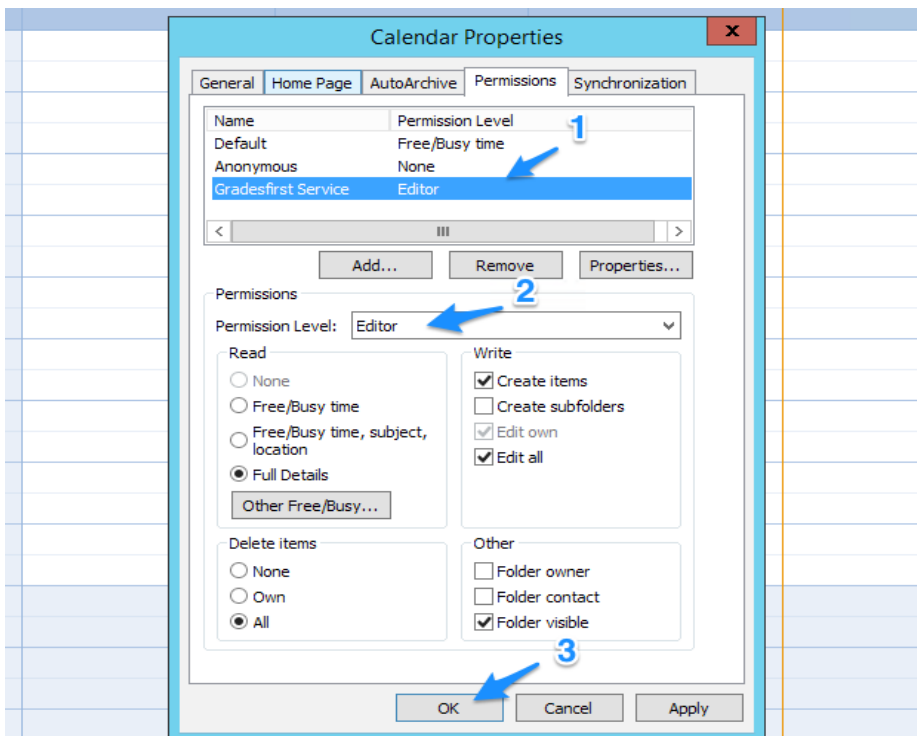 Calendar Properties
x
General Home Page AutoArchive Permissions Synchronization
Name Permission Level
1
Default Free/Busy time
Anonymous None
Gradesfirst Service Editor
Add... Remove Properties...
2
Permissions
Permission Level: Editor
Read Write
None Create items
Free/Busy time Create subfolders
Free/Busy time, subject, Edit own
location
Edit all
Full Details
Other Free/Busy...
Delete items Other
None Folder owner
Own Folder contact
All Folder visible
3
OK Cancel Apply